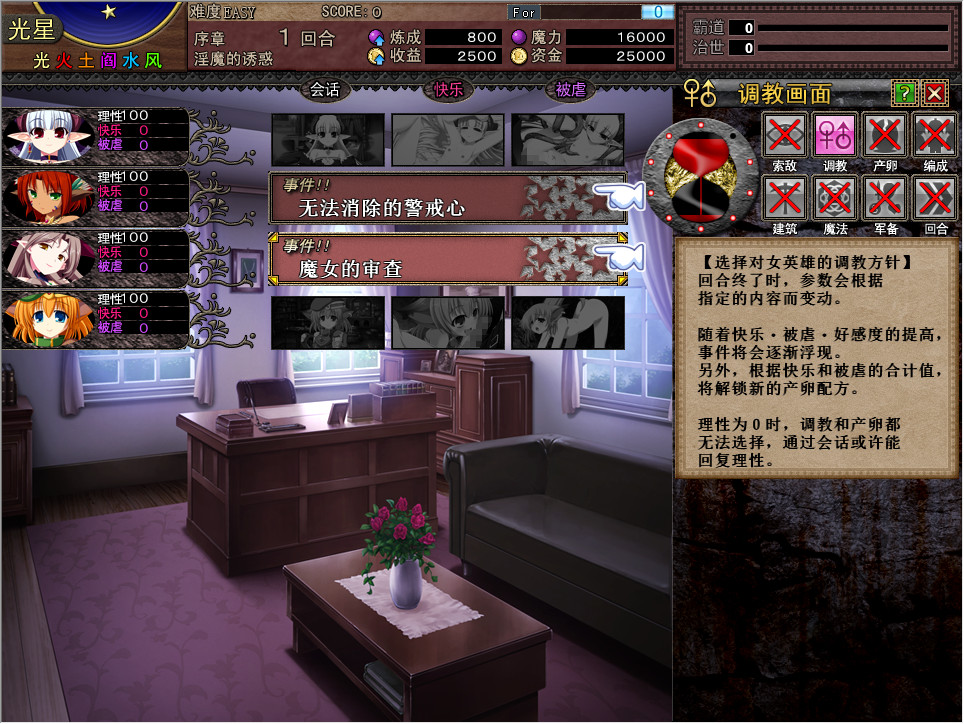 光星
光火土阎水风
难度EASY SCORE: 0
序章 1 回合
淫魔的诱惑
For 0
炼成 800
收益 2500
魔力 16000
资金 25000
霸道 0
治世 0
会话 快乐 被虐
理性100
快乐 0
被虐 0
理性100
快乐 0
被虐 0
理性100
快乐 0
被虐 0
理性100
快乐 0
被虐 0
事件!!
无法消除的警戒心
事件!!
魔女的审查
调教画面 ?
索敌 调教 产卵 编成
建筑 魔法 军备 回合
【选择对女英雄的调教方针】
回合终了时，参数会根据
指定的内容而变动。
随着快乐・被虐・好感度的提高，
事件将会逐渐浮现。
另外，根据快乐和被虐的合计值，
将解锁新的产卵配方。
理性为０时，调教和产卵都
无法选择，通过会话或许能
回复理性。